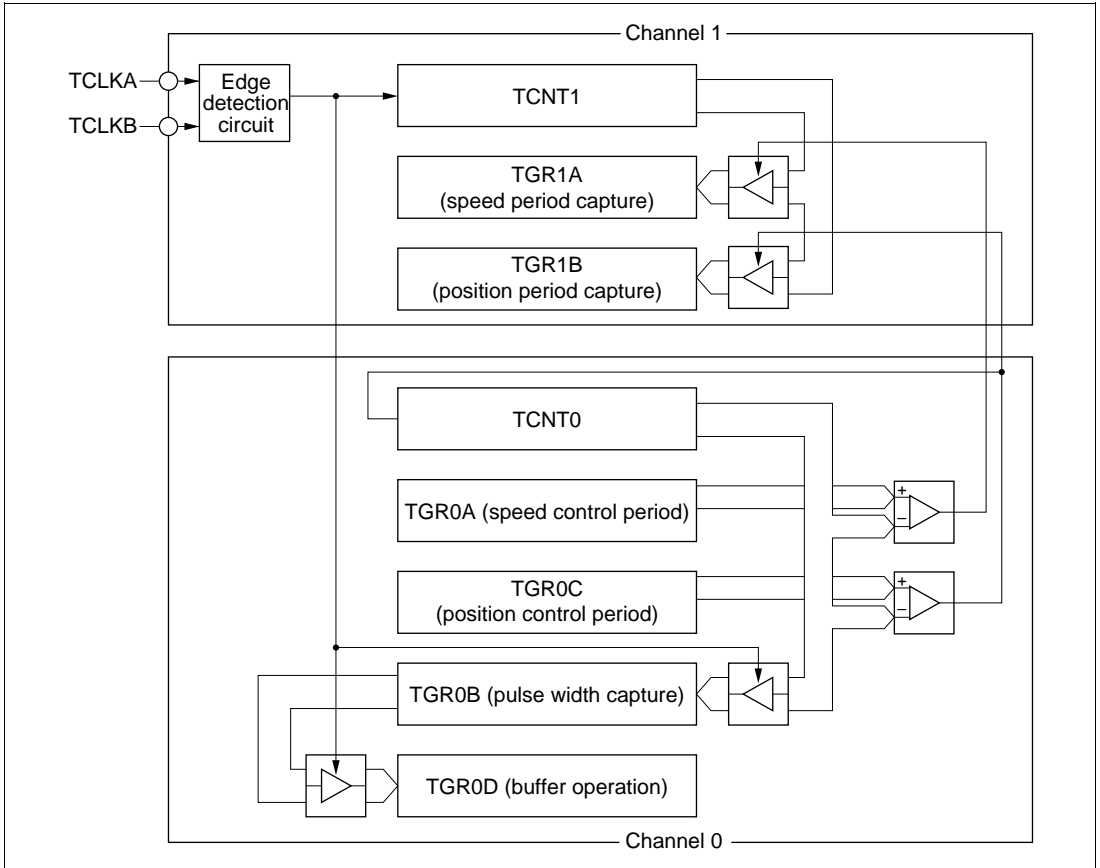 Channel 1
TCLKA
TCLKB
Edge
detection
circuit
TCNT1
TGR1A
(speed period capture)
TGR1B
(position period capture)
TCNT0
TGR0A (speed control period)
+
−
TGR0C
(position control period)
+
−
TGR0B (pulse width capture)
TGR0D (buffer operation)
Channel 0